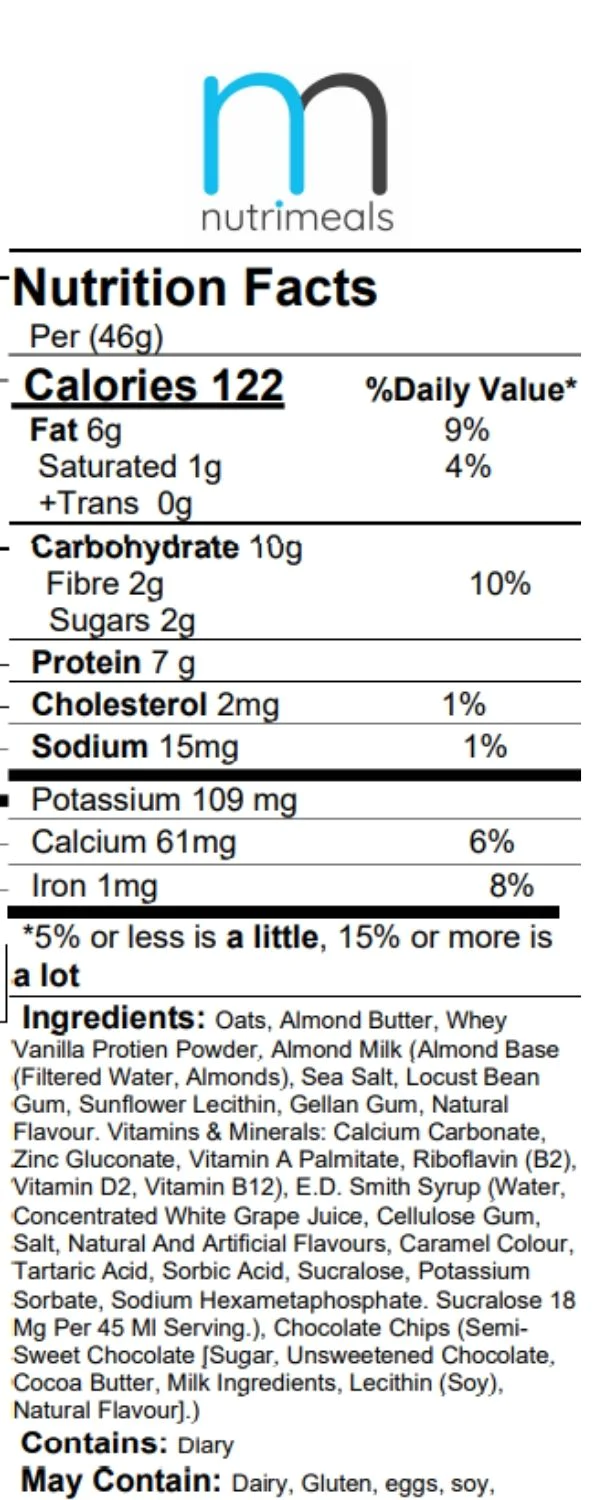 nutrimeals
Nutrition Facts
Per (46g)
Calories 122 %Daily Value*
Fat 6g 9%
Saturated 1g 4%
+Trans 0g
Carbohydrate 10g
Fibre 2g 10%
Sugars 2g
Protein 7 g
Cholesterol 2mg 1%
Sodium 15mg 1%
Potassium 109 mg
Calcium 61mg 6%
Iron 1mg 8%
*5% or less is a little, 15% or more is
a lot
Ingredients: Oats, Almond Butter, Whey
Vanilla Protien Powder, Almond Milk (Almond Base
(Filtered Water, Almonds), Sea Salt, Locust Bean
Gum, Sunflower Lecithin, Gellan Gum, Natural
Flavour. Vitamins & Minerals: Calcium Carbonate,
Zinc Gluconate, Vitamin A Palmitate, Riboflavin (B2),
Vitamin D2, Vitamin B12), E.D. Smith Syrup (Water,
Concentrated White Grape Juice, Cellulose Gum,
Salt, Natural And Artificial Flavours, Caramel Colour,
Tartaric Acid, Sorbic Acid, Sucralose, Potassium
Sorbate, Sodium Hexametaphosphate. Sucralose 18
Mg Per 45 Ml Serving.), Chocolate Chips (Semi-
Sweet Chocolate [Sugar, Unsweetened Chocolate,
Cocoa Butter, Milk Ingredients, Lecithin (Soy),
Natural Flavour].)
Contains: DIary
May Contain: Dairy, Gluten, eggs, soy,